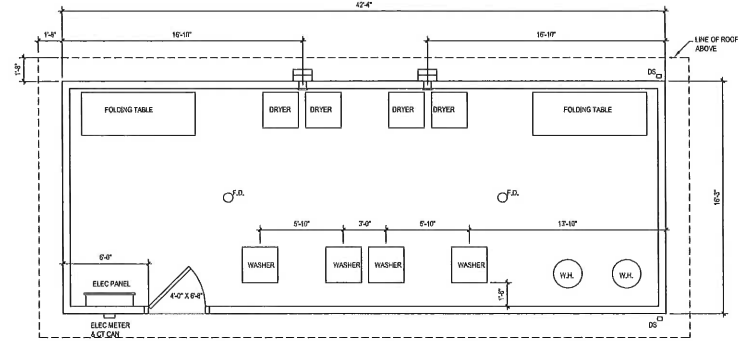 42'-4"
1'-8"
16'-10"
16'-10"
LINE OF ROOF
ABOVE
1'-8"
DS
FOLDING TABLE
DRYER
DRYER
DRYER
DRYER
FOLDING TABLE
F.D.
F.D.
16'-3"
5'-10"
3'-0"
5'-10"
13'-10"
6'-0"
WASHER
WASHER
WASHER
WASHER
W.H.
W.H.
ELEC PANEL
4'-0" X 6'-8"
1'-8"
ELEC METER
& CT CAN
DS